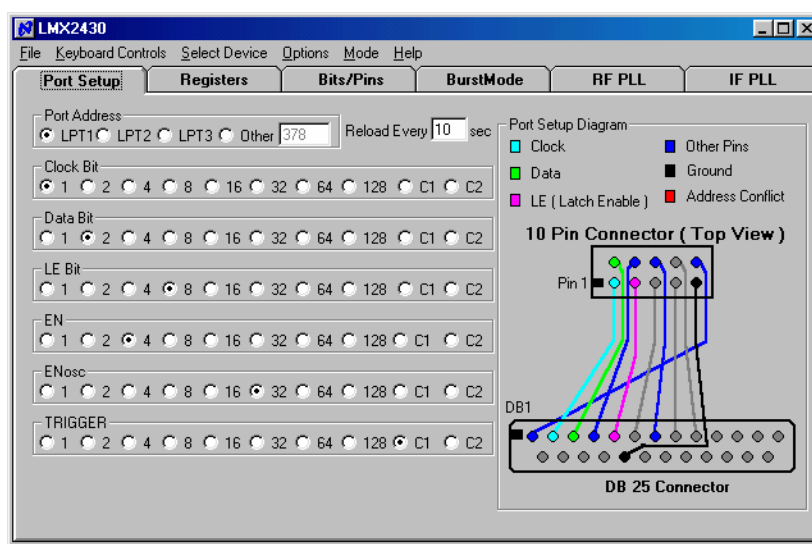 LMX2430
File Keyboard Controls Select Device Options Mode Help
Port Setup Registers Bits/Pins BurstMode RF PLL IF PLL
Port Address
LPT1 LPT2 LPT3 Other 378 Reload Every 10 sec
Clock Bit
1 2 4 8 16 32 64 128 C1 C2
Data Bit
1 2 4 8 16 32 64 128 C1 C2
LE Bit
1 2 4 8 16 32 64 128 C1 C2
EN
1 2 4 8 16 32 64 128 C1 C2
ENosc
1 2 4 8 16 32 64 128 C1 C2
TRIGGER
1 2 4 8 16 32 64 128 C1 C2
Port Setup Diagram
Clock Other Pins
Data Ground
LE ( Latch Enable ) Address Conflict
10 Pin Connector ( Top View )
Pin 1
DB1
DB 25 Connector